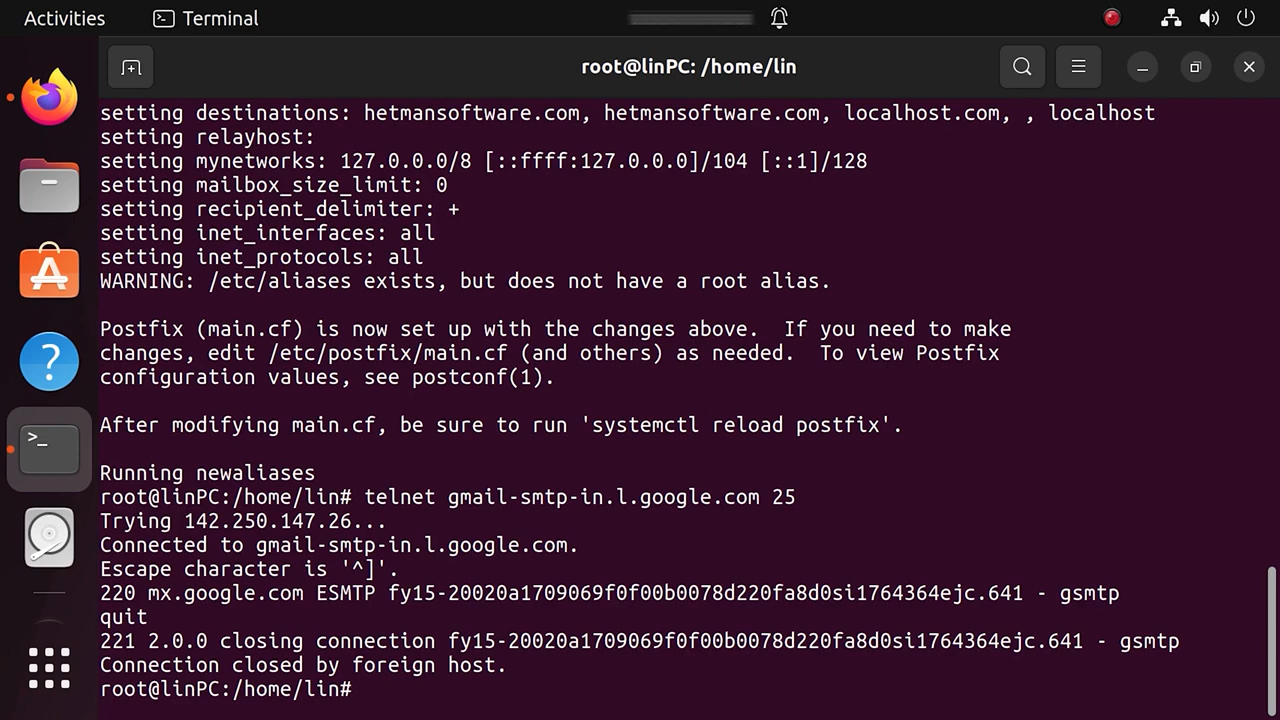 Activities
Terminal
root@linPC: /home/lin
setting destinations: hetmansoftware.com, hetmansoftware.com, localhost.com, , localhost
setting relayhost:
setting mynetworks: 127.0.0.0/8 [::ffff:127.0.0.0]/104 [::1]/128
setting mailbox_size_limit: 0
setting recipient_delimiter: +
setting inet_interfaces: all
setting inet_protocols: all
WARNING: /etc/aliases exists, but does not have a root alias.
Postfix (main.cf) is now set up with the changes above.  If you need to make
changes, edit /etc/postfix/main.cf (and others) as needed.  To view Postfix
configuration values, see postconf(1).
After modifying main.cf, be sure to run 'systemctl reload postfix'.
Running newaliases
root@linPC:/home/lin# telnet gmail-smtp-in.l.google.com 25
Trying 142.250.147.26...
Connected to gmail-smtp-in.l.google.com.
Escape character is '^]'.
220 mx.google.com ESMTP fy15-20020a1709069f0f00b0078d220fa8d0si1764364ejc.641 - gsmtp
quit
221 2.0.0 closing connection fy15-20020a1709069f0f00b0078d220fa8d0si1764364ejc.641 - gsmtp
Connection closed by foreign host.
root@linPC:/home/lin#